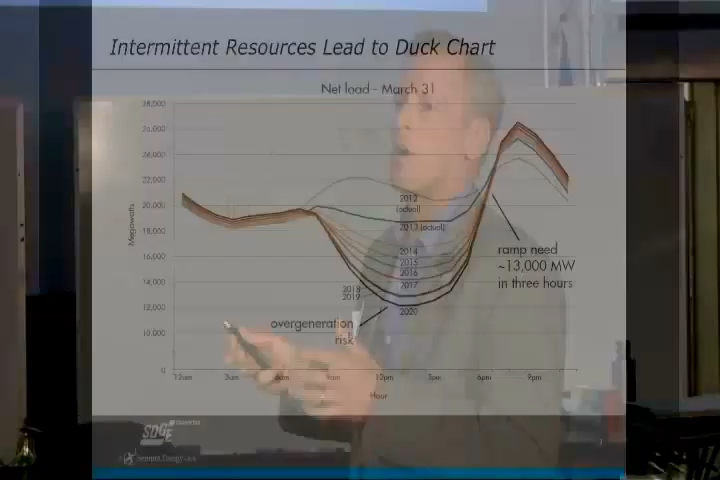 Intermittent Resources Lead to Duck Chart
Net load - March 31
28,000
26,000
24,000
22,000
20,000
18,000
16,000
14,000
12,000
10,000
0
Megawatts
2012
(actual)
2013 (actual)
2014
2015
2016
2017
2018
2019
2020
ramp need
~13,000 MW
in three hours
overgeneration
risk
12am
3am
6am
9am
12pm
3pm
6pm
9pm
Hour
SDGE
Sempra Energy